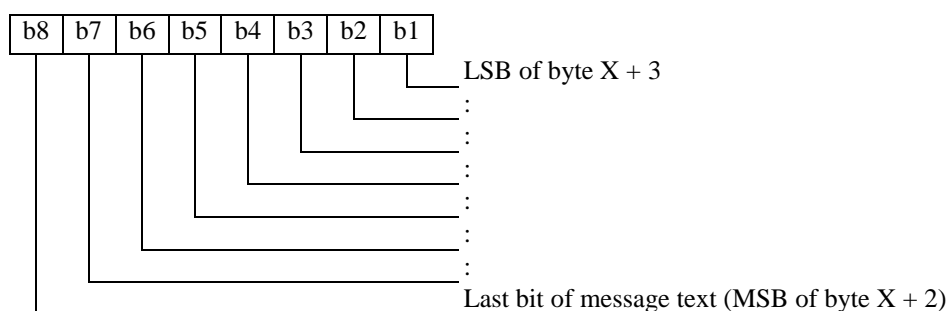 b8 b7 b6 b5 b4 b3 b2 b1
LSB of byte X + 3
:
:
:
:
:
:
Last bit of message text (MSB of byte X + 2)